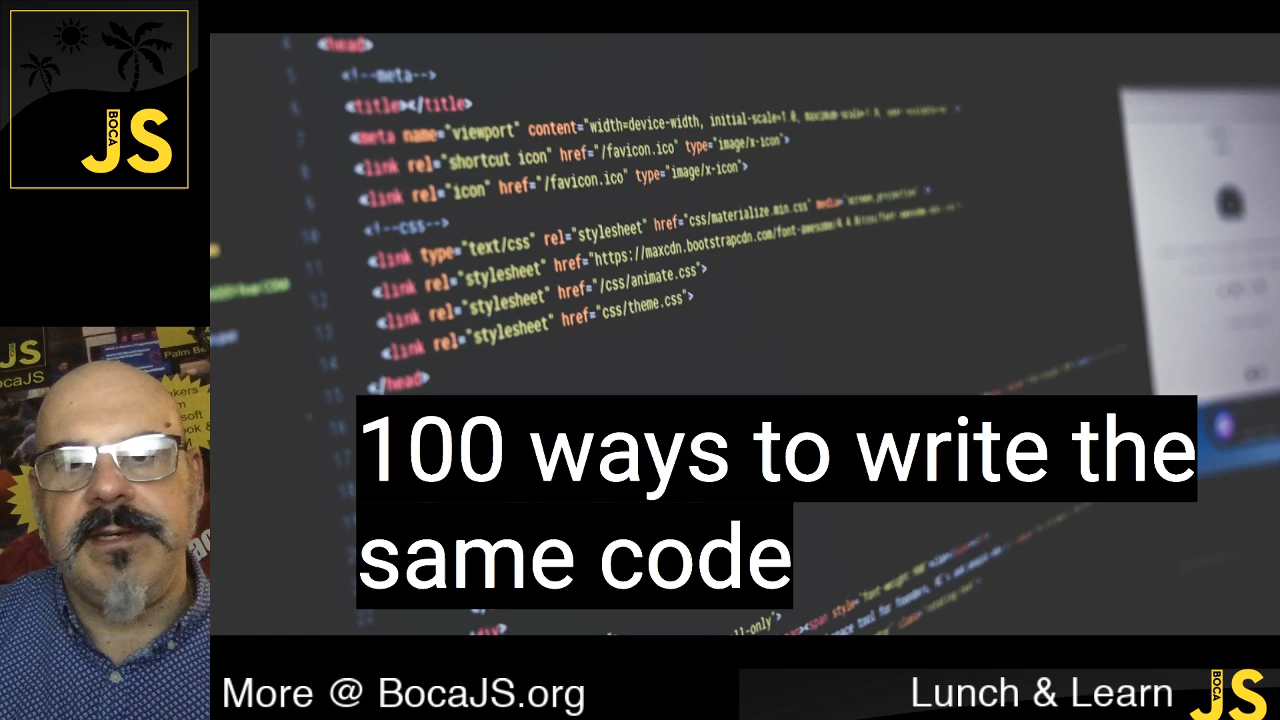 BOCA
JS
<head>
<!--meta-->
<title></title>
<meta name="viewport" content="width=device-width, initial-scale=1.0,
<link rel="shortcut icon" href="/favicon.ico" type="image/x-icon">
<link rel="icon" href="/favicon.ico" type="image/x-icon">
<!--css-->
<link type="text/css" rel="stylesheet" href="css/materialize.min.css"
<link rel="stylesheet" href="https://maxcdn.bootstrapcdn.com/font-awesome/
<link rel="stylesheet" href="/css/animate.css">
<link rel="stylesheet" href="css/theme.css">
</head>
100 ways to write the
same code
JS
ocaJS
Palm Be
More @ BocaJS.org
Lunch & Learn
BOCA
JS